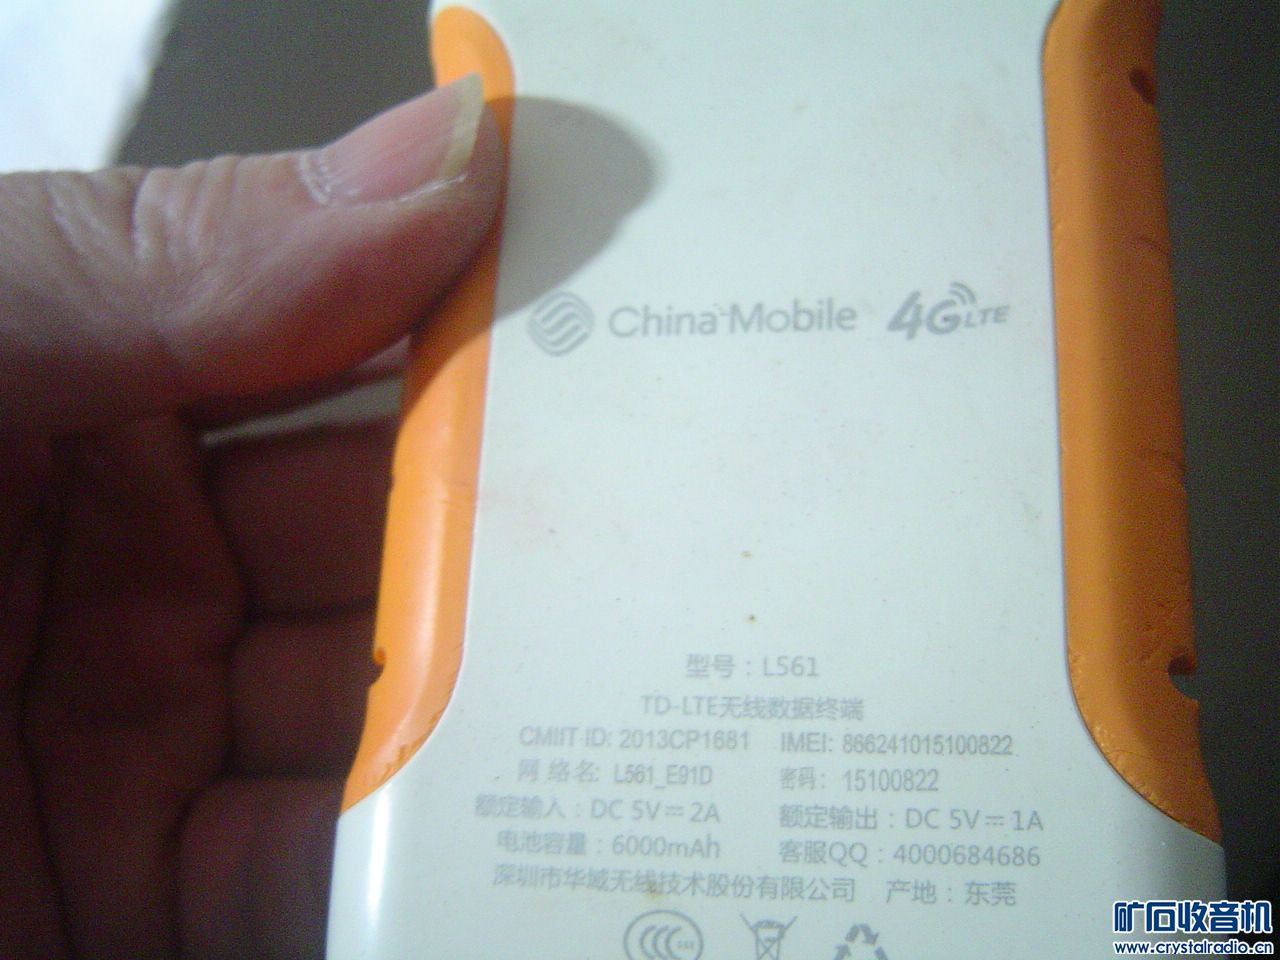 China Mobile 4G LTE
型号：L561
TD-LTE无线数据终端
CMIIT ID: 2013CP1681 IMEI: 866241015100822
网 络 名: L561_E91D 密码: 15100822
额定输入：DC 5V⎓2A 额定输出：DC 5V⎓1A
电池容量：6000mAh 客服QQ：4000684686
深圳市华域无线技术股份有限公司 产地：东莞
矿石收音机
www.crystalradio.cn